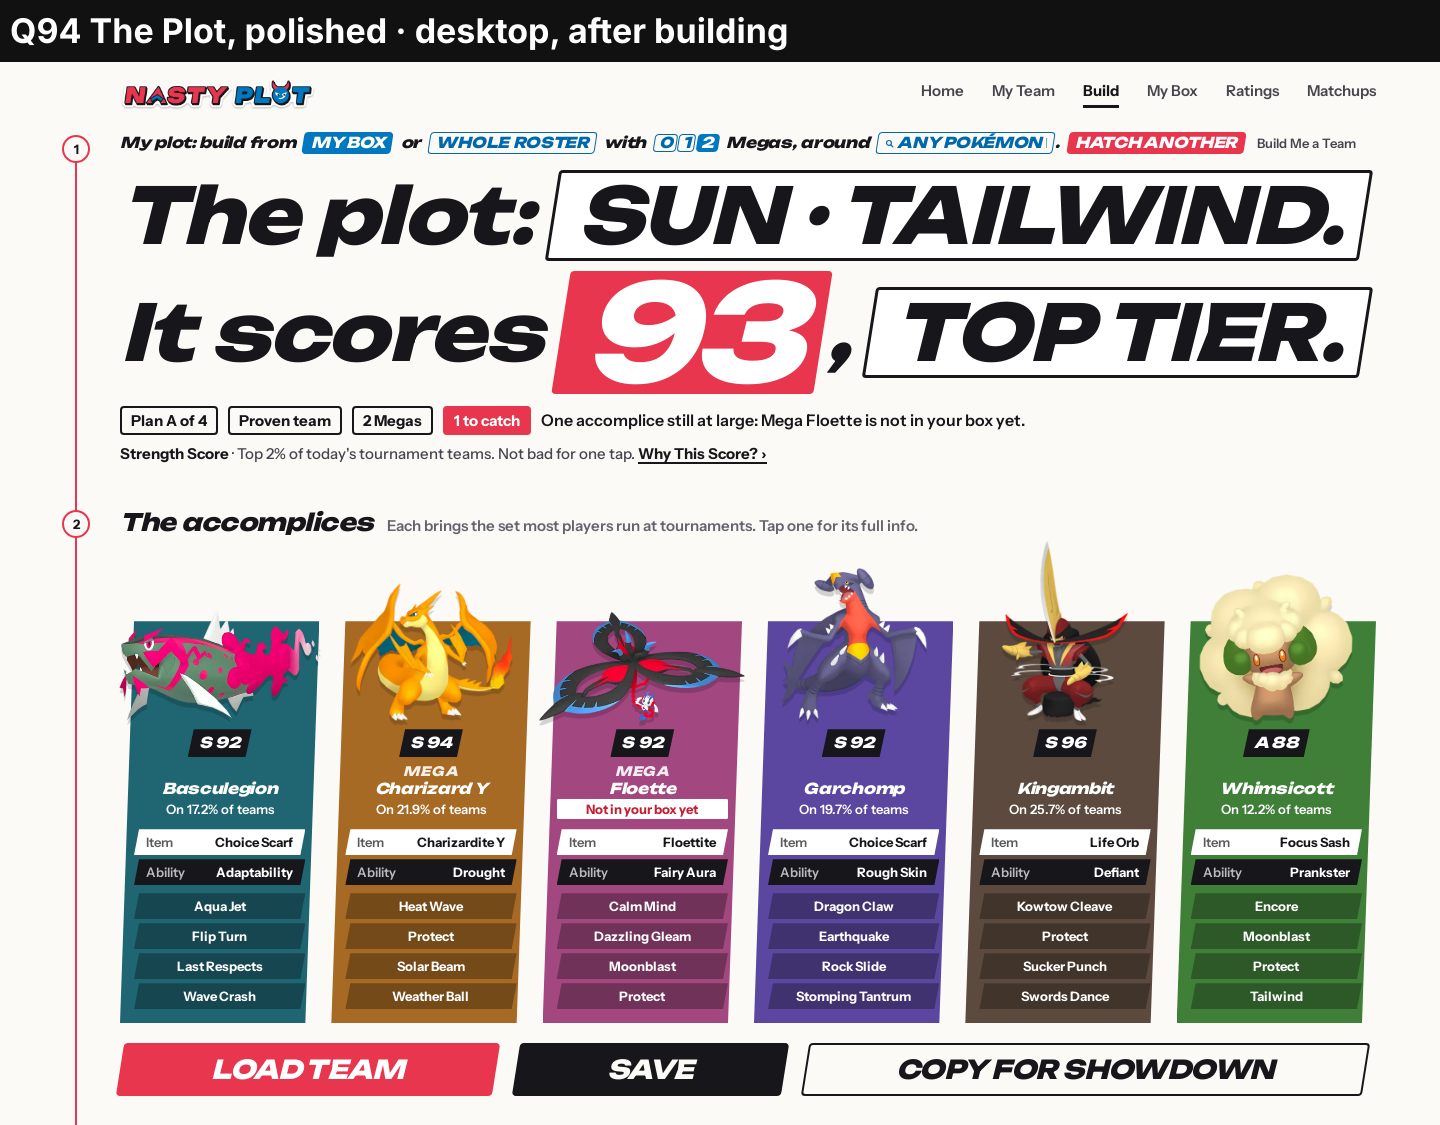 Q94 The Plot, polished · desktop, after building
NASTY PLOT
Home My Team Build My Box Ratings Matchups
1
My plot: build from MY BOX or WHOLE ROSTER with 0 1 2 Megas, around ANY POKÉMON . HATCH ANOTHER Build Me a Team
The plot: SUN · TAILWIND.
It scores 93, TOP TIER.
Plan A of 4 Proven team 2 Megas 1 to catch One accomplice still at large: Mega Floette is not in your box yet.
Strength Score · Top 2% of today's tournament teams. Not bad for one tap. Why This Score? ›
2
The accomplices Each brings the set most players run at tournaments. Tap one for its full info.
S 92
Basculegion
On 17.2% of teams
Item Choice Scarf
Ability Adaptability
Aqua Jet
Flip Turn
Last Respects
Wave Crash
S 94
MEGA
Charizard Y
On 21.9% of teams
Item Charizardite Y
Ability Drought
Heat Wave
Protect
Solar Beam
Weather Ball
S 92
MEGA
Floette
Not in your box yet
Item Floettite
Ability Fairy Aura
Calm Mind
Dazzling Gleam
Moonblast
Protect
S 92
Garchomp
On 19.7% of teams
Item Choice Scarf
Ability Rough Skin
Dragon Claw
Earthquake
Rock Slide
Stomping Tantrum
S 96
Kingambit
On 25.7% of teams
Item Life Orb
Ability Defiant
Kowtow Cleave
Protect
Sucker Punch
Swords Dance
A 88
Whimsicott
On 12.2% of teams
Item Focus Sash
Ability Prankster
Encore
Moonblast
Protect
Tailwind
LOAD TEAM SAVE COPY FOR SHOWDOWN